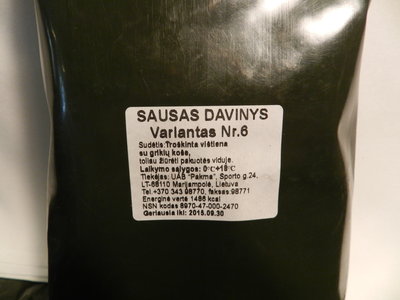 SAUSAS DAVINYS
Variantas Nr.6
Sudėtis:Troškinta vištiena
su grikių koše,
toliau žiūrėti pakuotės viduje.
Laikymo sąlygos: 0°C+18°C
Tiekėjas: UAB "Pakma", Sporto g.24,
LT-68110 Marijampolė, Lietuva
Tel.+370 343 98770, faksas 98771
Energinė vertė 1486 kcal
NSN kodas 8970-47-000-2470
Geriausia iki: 2015.09.30